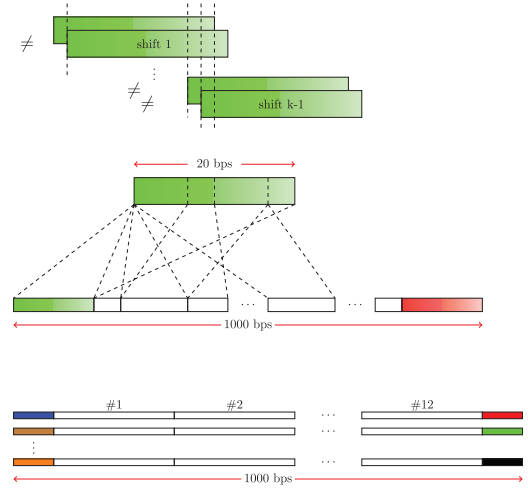 ≠
shift 1
⋮
≠
≠
shift k-1
20 bps
⋯
⋯
1000 bps
#1 #2 #12
⋯
⋯
⋮
⋯
1000 bps